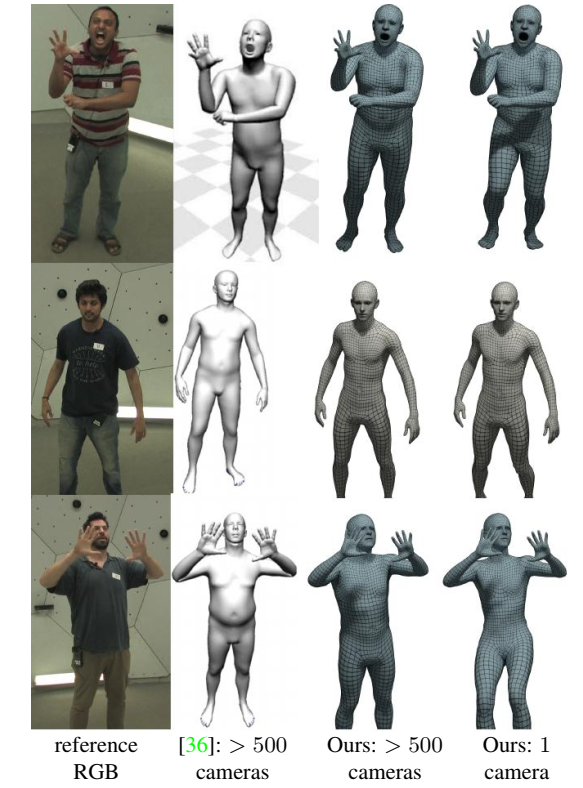 reference
RGB
[36]: > 500
cameras
Ours: > 500
cameras
Ours: 1
camera